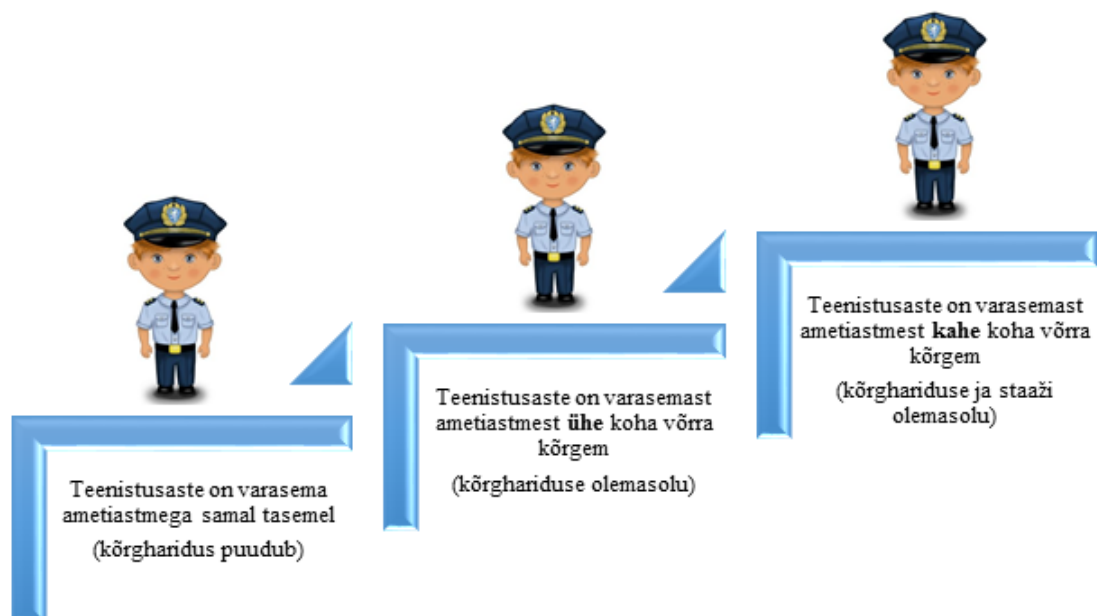 Teenistusaste on varasema
ametiastmega samal tasemel
(kõrgharidus puudub)
Teenistusaste on varasemast
ametiastmest ühe koha võrra
kõrgem
(kõrghariduse olemasolu)
Teenistusaste on varasemast
ametiastmest kahe koha võrra
kõrgem
(kõrghariduse ja staaži
olemasolu)